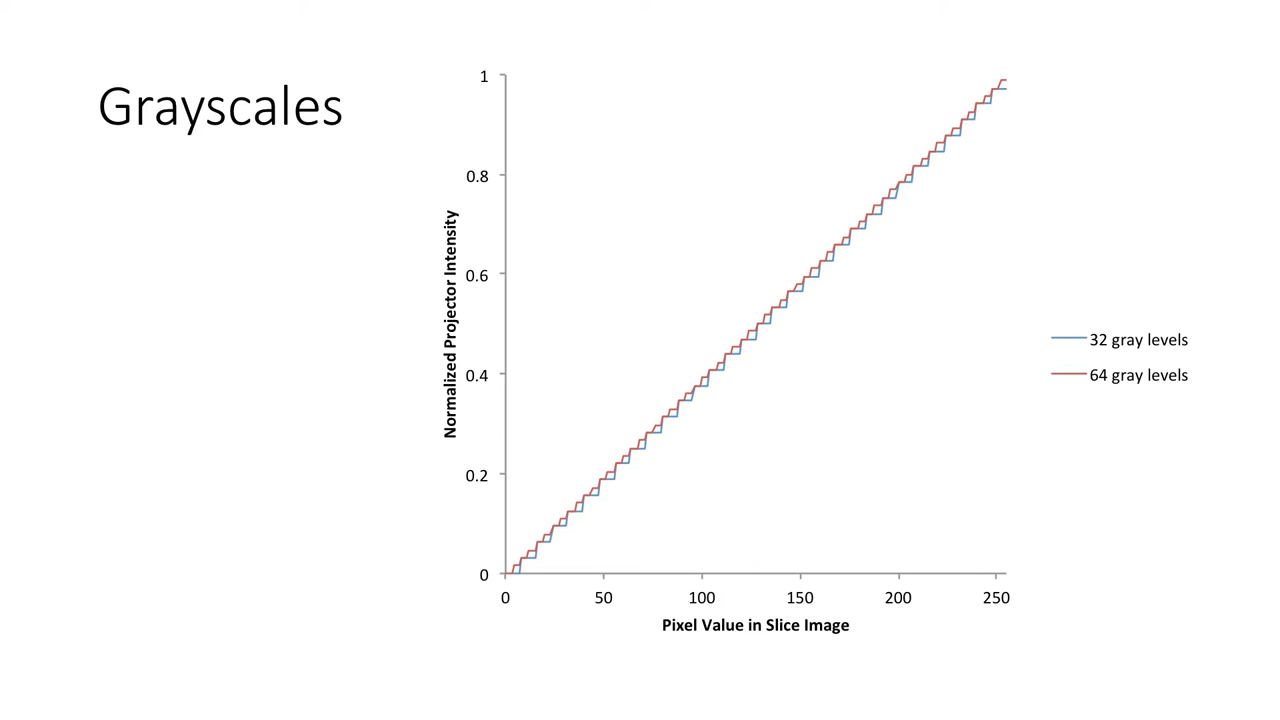 Grayscales
1
0.8
0.6
0.4
0.2
0
0 50 100 150 200 250
Normalized Projector Intensity
Pixel Value in Slice Image
32 gray levels
64 gray levels